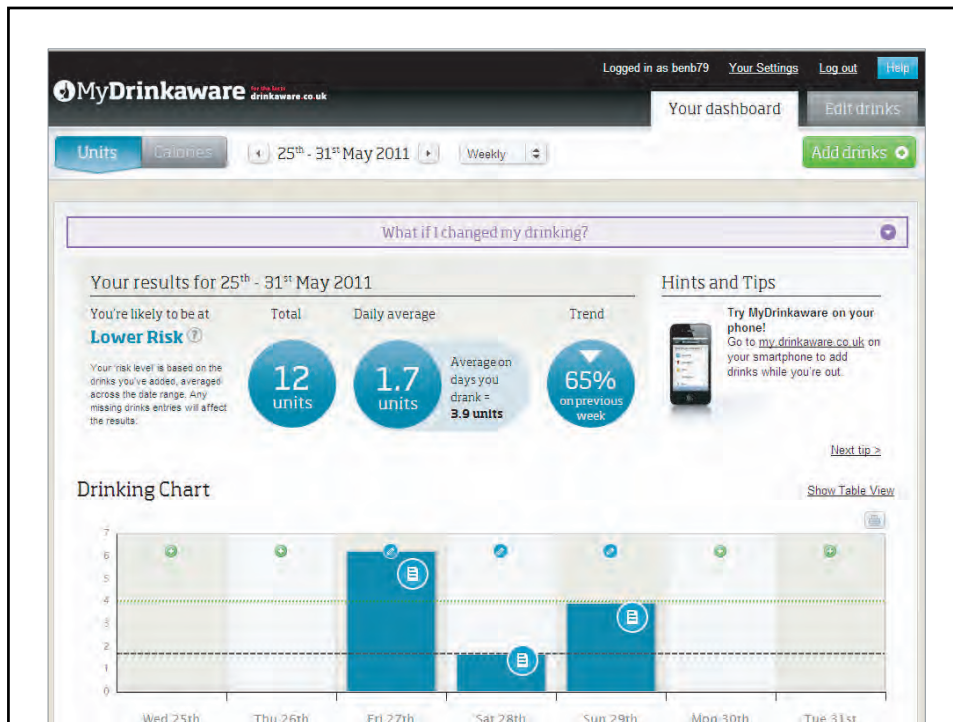 Logged in as benb79 Your Settings Log out Help
MyDrinkaware for the facts drinkaware.co.uk
Your dashboard Edit drinks
Units Calories 25th - 31st May 2011 Weekly Add drinks
What if I changed my drinking?
Your results for 25th - 31st May 2011
You're likely to be at
Lower Risk ?
Your risk level is based on the
drinks you've added, averaged
across the date range. Any
missing drinks entries will affect
the results.
Total
12
units
Daily average
1.7
units
Average on
days you
drank =
3.9 units
Trend
65%
on previous
week
Hints and Tips
Try MyDrinkaware on your
phone!
Go to my.drinkaware.co.uk on
your smartphone to add
drinks while you're out.
Next tip >
Drinking Chart
Show Table View
7
6
5
4
3
2
1
0
Wed 25th Thu 26th Fri 27th Sat 28th Sun 29th Mon 30th Tue 31st